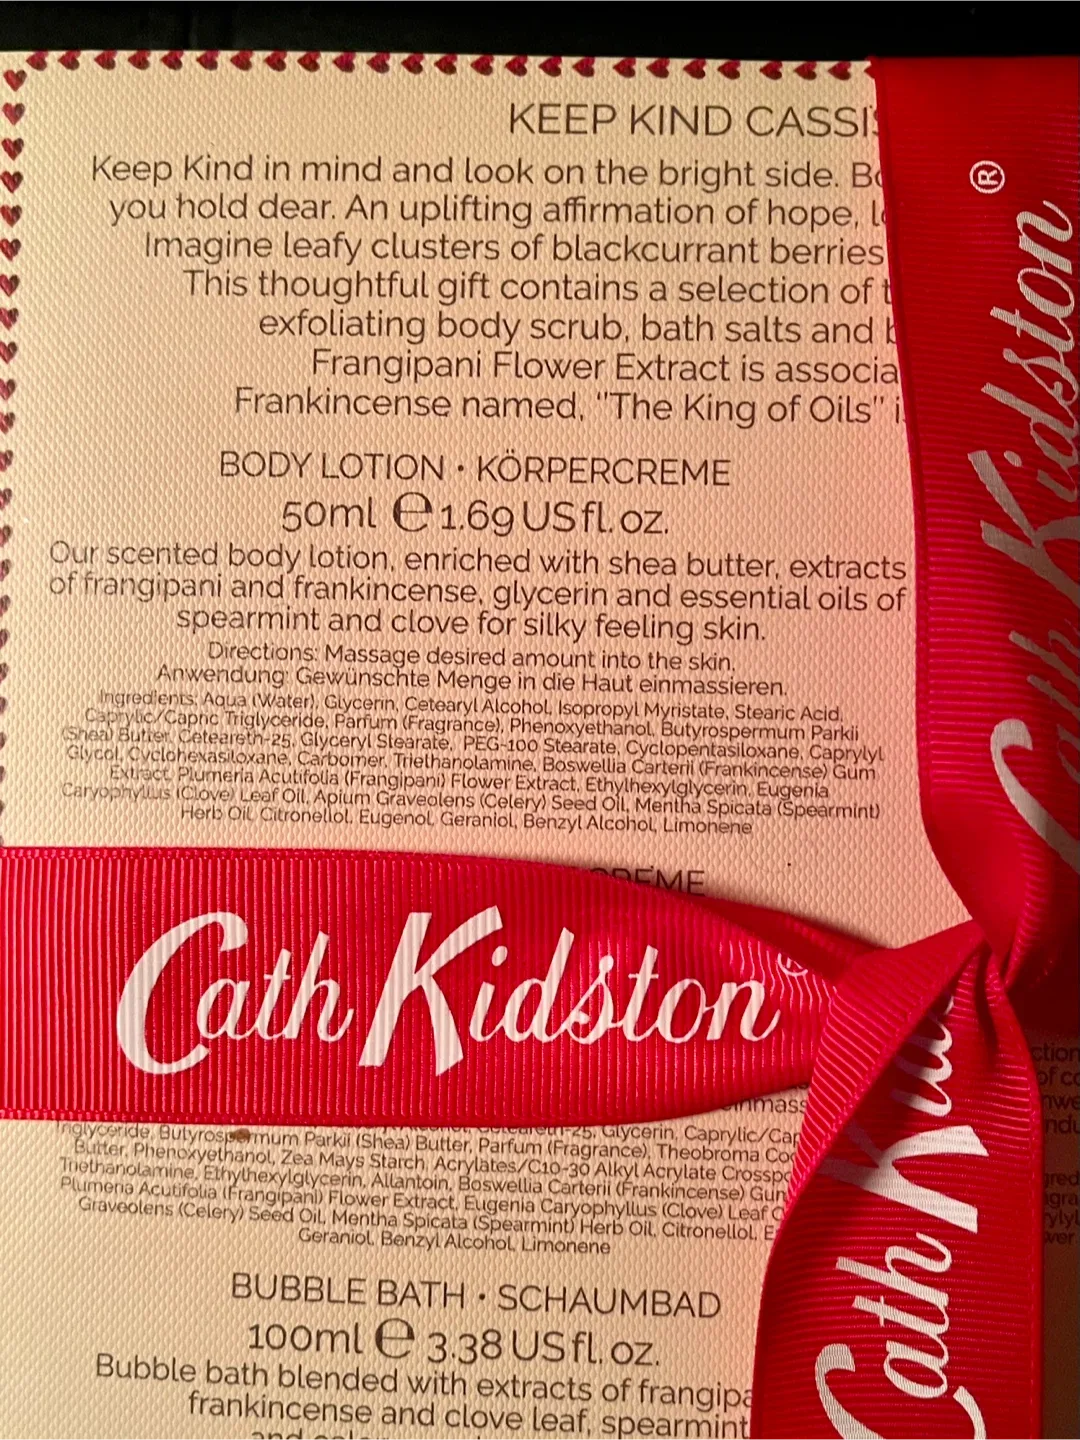 KEEP KIND
Keep Kind in mind and look on the bright side.
you hold dear. An uplifting affirmation of hope,
Imagine leafy clusters of blackcurrant berries
This thoughtful gift contains a selection of
exfoliating body scrub, bath salts and
Frangipani Flower Extract is
Frankincense named, "The King of Oils"
BODY LOTION • KÖRPERCREME
50ml ℮ 1.69 US fl. oz.
Our scented body lotion, enriched with shea butter, extracts
of frangipani and frankincense, glycerin and essential oils of
spearmint and clove for silky feeling skin.
Directions: Massage desired amount into the skin.
Anwendung: Gewünschte Menge in die Haut einmassieren.
Ingredients: Aqua (Water), Glycerin, Cetearyl Alcohol, Isopropyl Myristate, Stearic Acid,
Caprylic/Capric Triglyceride, Parfum (Fragrance), Phenoxyethanol, Butyrospermum Parkii
(Shea) Butter, Ceteareth-25, Glyceryl Stearate, PEG-100 Stearate, Cyclopentasiloxane, Caprylyl
Glycol, Cyclohexasiloxane, Carbomer, Triethanolamine, Boswellia Carterii (Frankincense) Gum
Extract, Plumeria Acutifolia (Frangipani) Flower Extract, Ethylhexylglycerin, Eugenia
Caryophyllus (Clove) Leaf Oil, Apium Graveolens (Celery) Seed Oil, Mentha Spicata (Spearmint)
Herb Oil, Citronellol, Eugenol, Geraniol, Benzyl Alcohol, Limonene
Cath Kidston®
Cath Kidston®
Ceteareth-25, Glycerin,
Triglyceride, Butyrospermum Parkii (Shea) Butter, Parfum (Fragrance), Theobroma
Butter, Phenoxyethanol, Zea Mays Starch, Acrylates/C10-30 Alkyl Acrylate
Triethanolamine, Ethylhexylglycerin, Allantoin, Boswellia Carterii (Frankincense)
Plumeria Acutifolia (Frangipani) Flower Extract, Eugenia Caryophyllus (Clove) Leaf
Graveolens (Celery) Seed Oil, Mentha Spicata (Spearmint) Herb Oil, Citronellol,
Geraniol, Benzyl Alcohol, Limonene
BUBBLE BATH • SCHAUMBAD
100ml ℮ 3.38 US fl. oz.
Bubble bath blended with extracts of
frankincense and clove leaf, spearmint
Cath